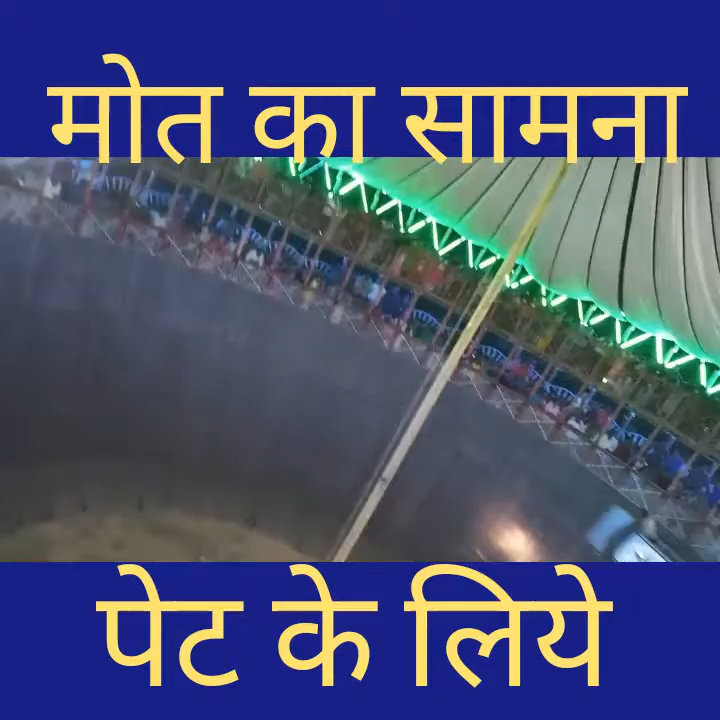 मोत का सामना
पेट के लिये